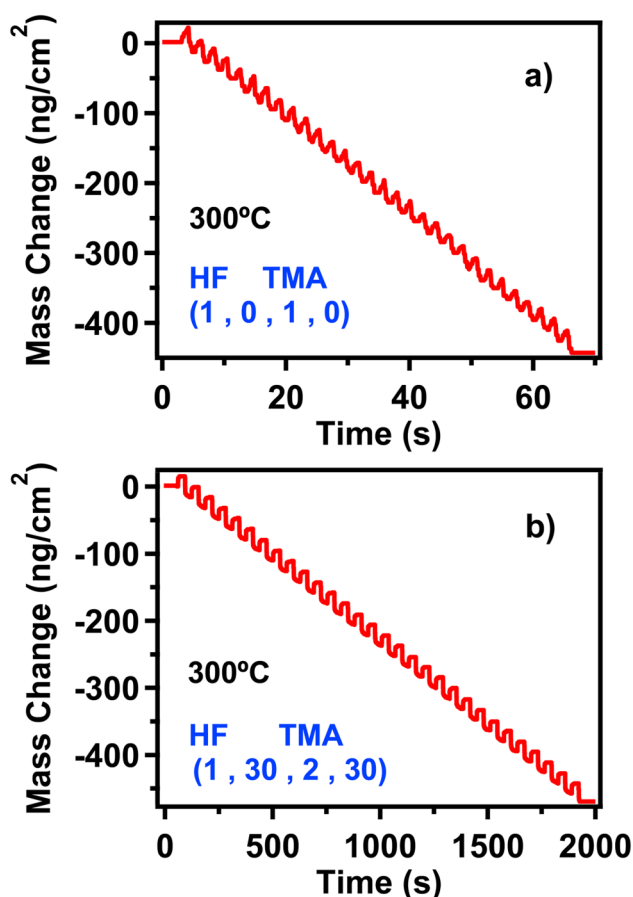 0
-100
-200
-300
-400
Mass Change (ng/cm²)
a)
300ºC
HF TMA
(1 , 0 , 1 , 0)
0 20 40 60
Time (s)
0
-100
-200
-300
-400
Mass Change (ng/cm²)
b)
300ºC
HF TMA
(1 , 30 , 2 , 30)
0 500 1000 1500 2000
Time (s)